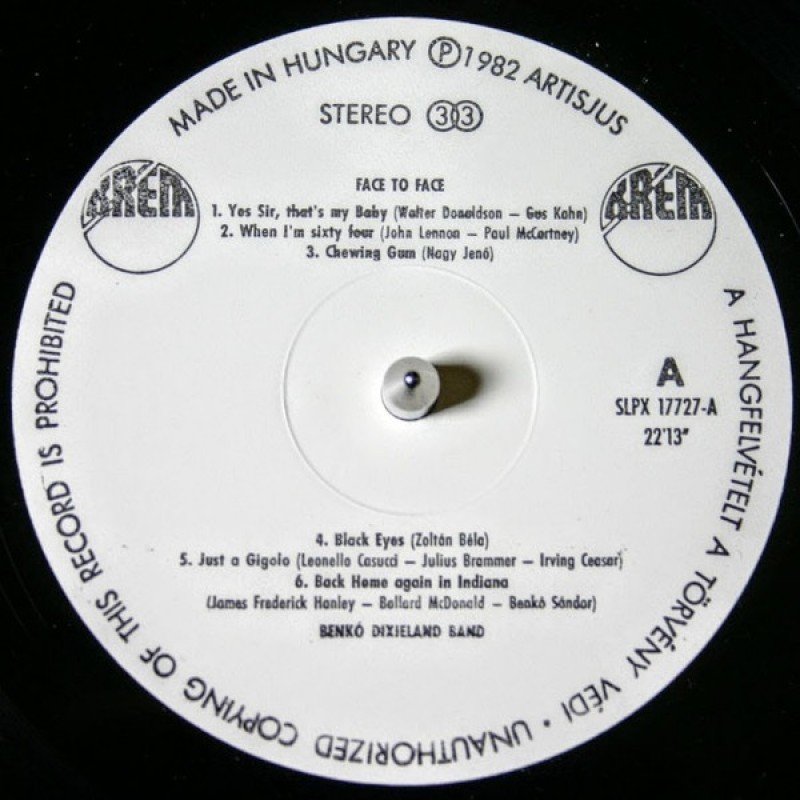 MADE IN HUNGARY Ⓟ 1982 ARTISJUS
STEREO 33
KRÉM
KRÉM
FACE TO FACE
1. Yes Sir, that's my Baby (Walter Donaldson – Gus Kahn)
2. When I'm sixty four (John Lennon – Paul McCartney)
3. Chewing Gum (Nagy Jenő)
A
SLPX 17727-A
22'13"
4. Black Eyes (Zoltán Béla)
5. Just a Gigolo (Leonello Casucci – Julius Brammer – Irving Ceasar)
6. Back Home again in Indiana
(James Frederick Hanley – Ballard McDonald – Benkó Sándor)
BENKÓ DIXIELAND BAND
A HANGFELVÉTELT A TÖRVÉNY VÉDI • UNAUTHORIZED COPYING OF THIS RECORD IS PROHIBITED